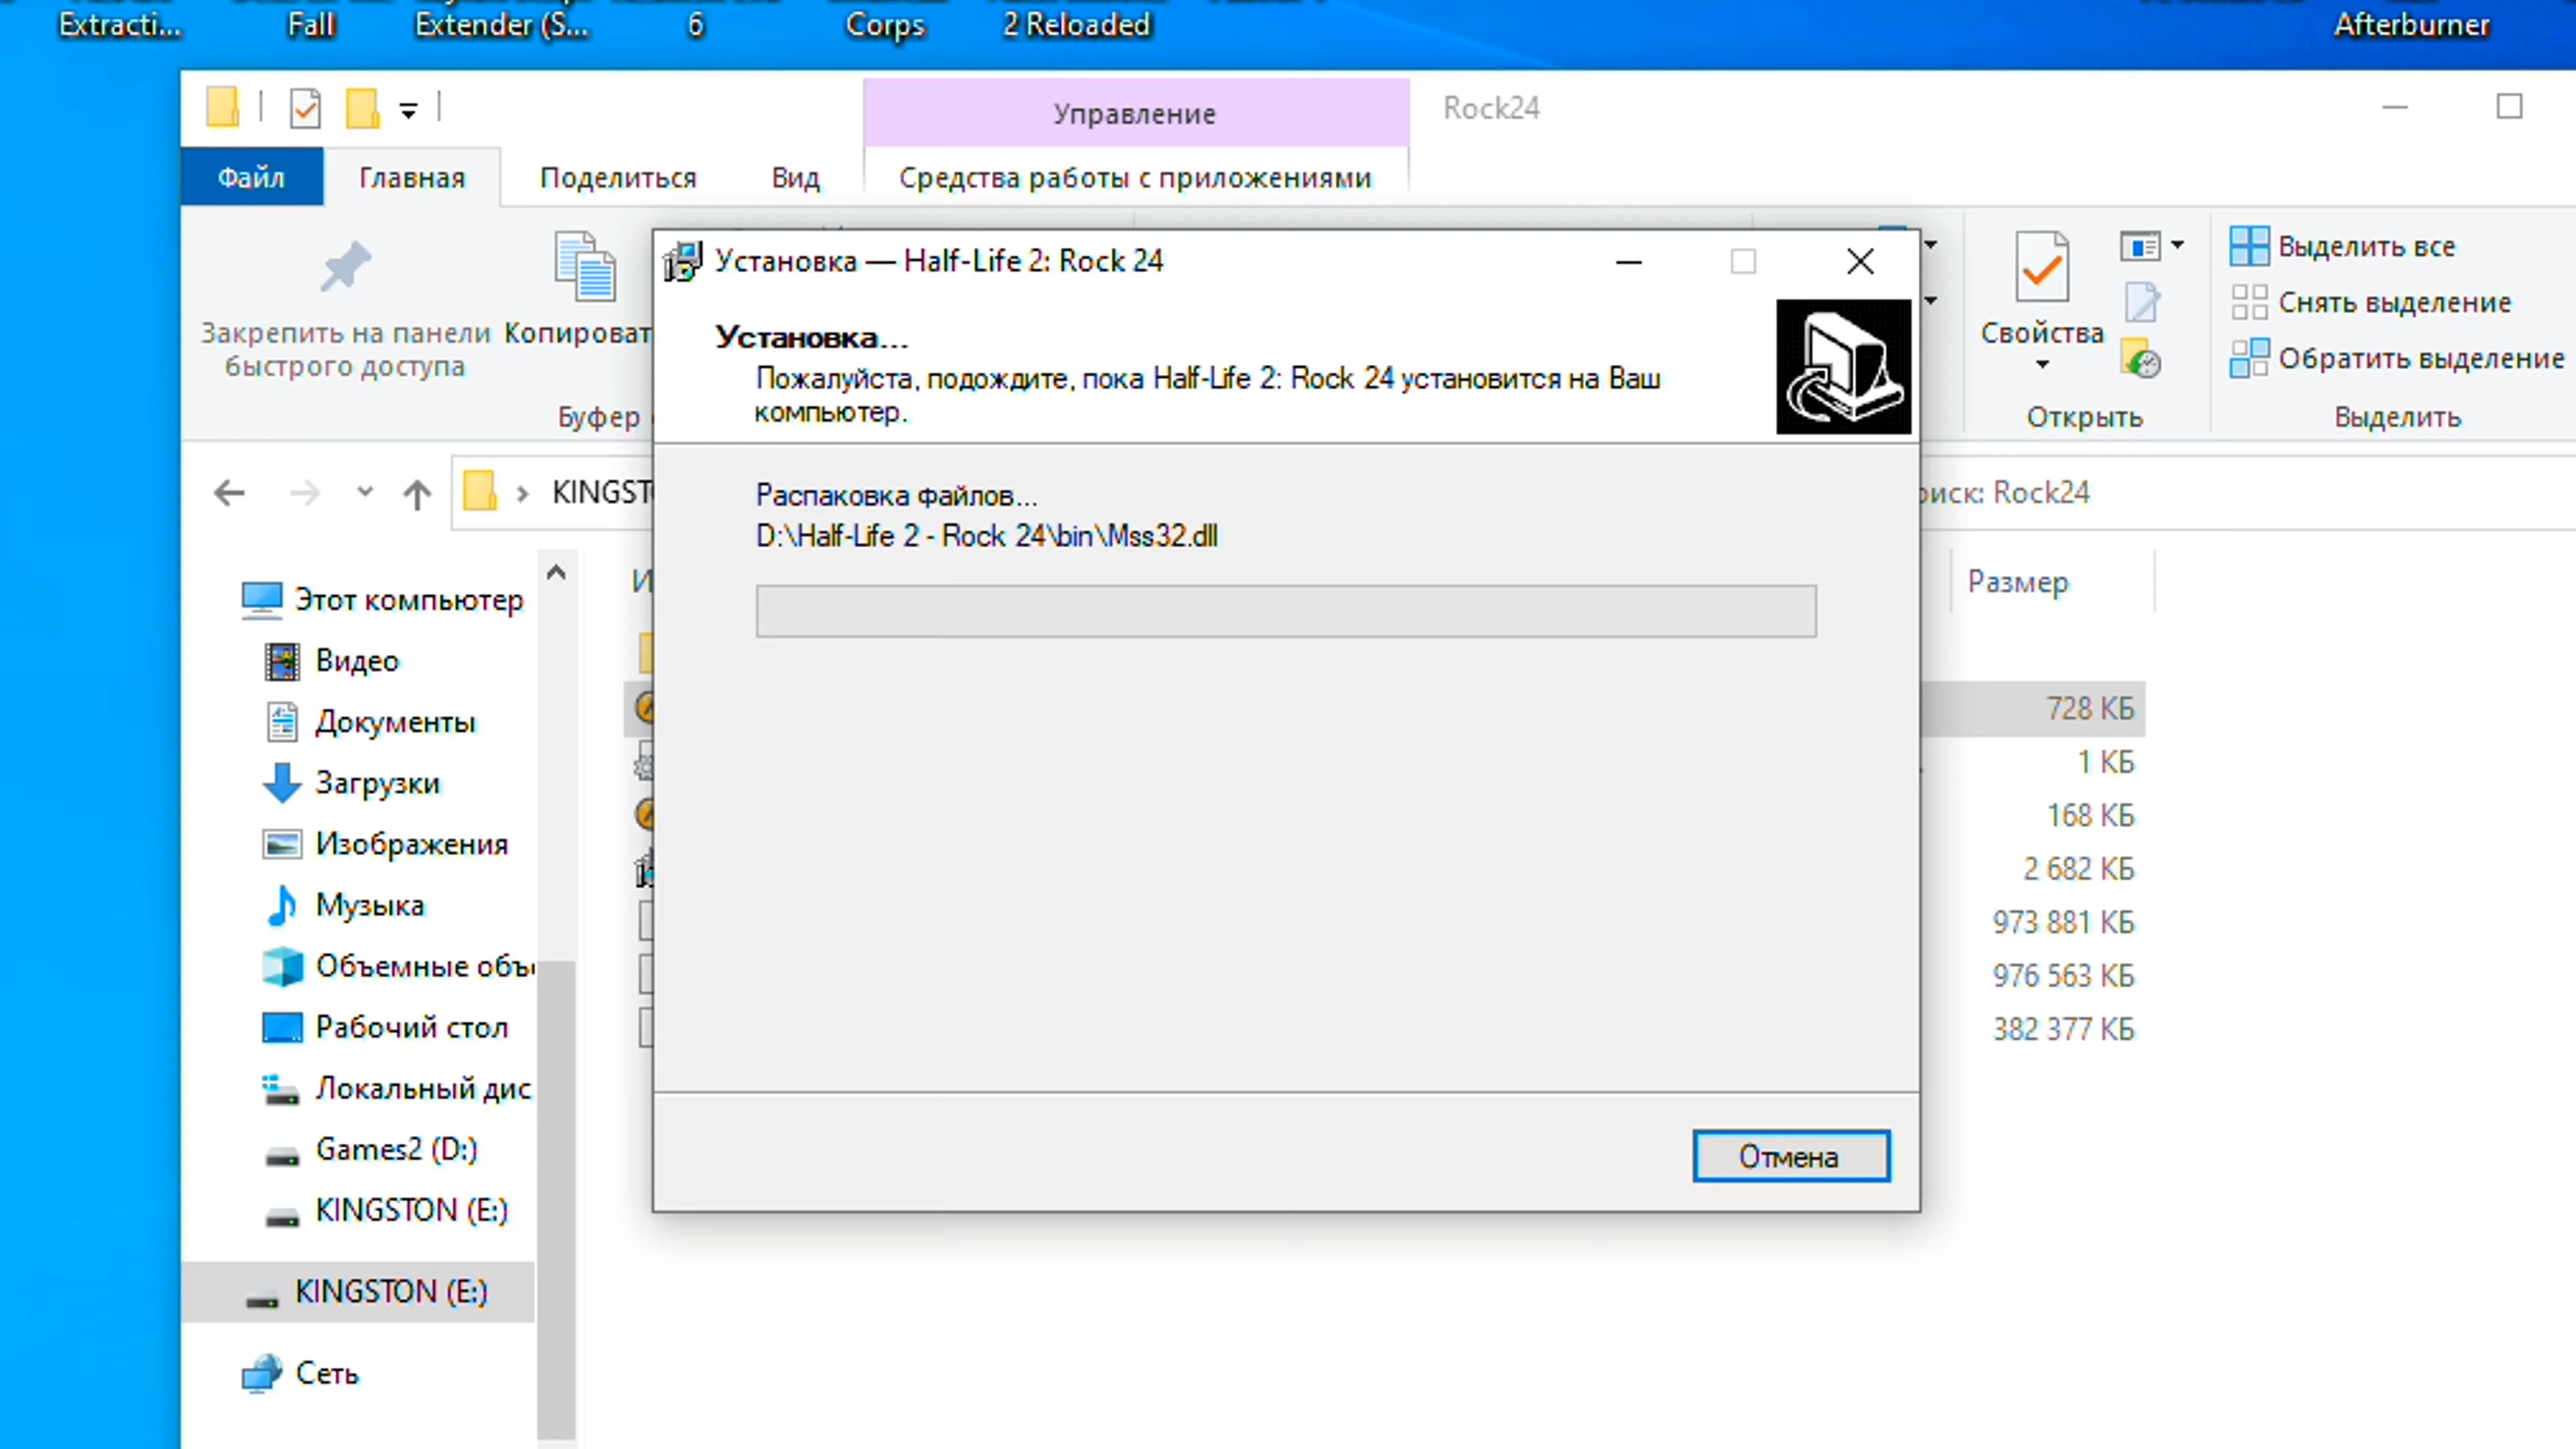 Extracti...
Fall
Extender (S...
6
Corps
2 Reloaded
Afterburner
Управление
Rock24
Файл
Главная
Поделиться
Вид
Средства работы с приложениями
Закрепить на панели
быстрого доступа
Копироват
Буфер
Свойства
Открыть
Выделить все
Снять выделение
Обратить выделение
Выделить
Установка — Half-Life 2: Rock 24
Установка...
Пожалуйста, подождите, пока Half-Life 2: Rock 24 установится на Ваш
компьютер.
Распаковка файлов...
D:\Half-Life 2 - Rock 24\bin\Mss32.dll
Отмена
KINGST
оиск: Rock24
Размер
728 КБ
1 КБ
168 КБ
2 682 КБ
973 881 КБ
976 563 КБ
382 377 КБ
Этот компьютер
Видео
Документы
Загрузки
Изображения
Музыка
Объемные объ
Рабочий стол
Локальный дис
Games2 (D:)
KINGSTON (E:)
KINGSTON (E:)
Сеть